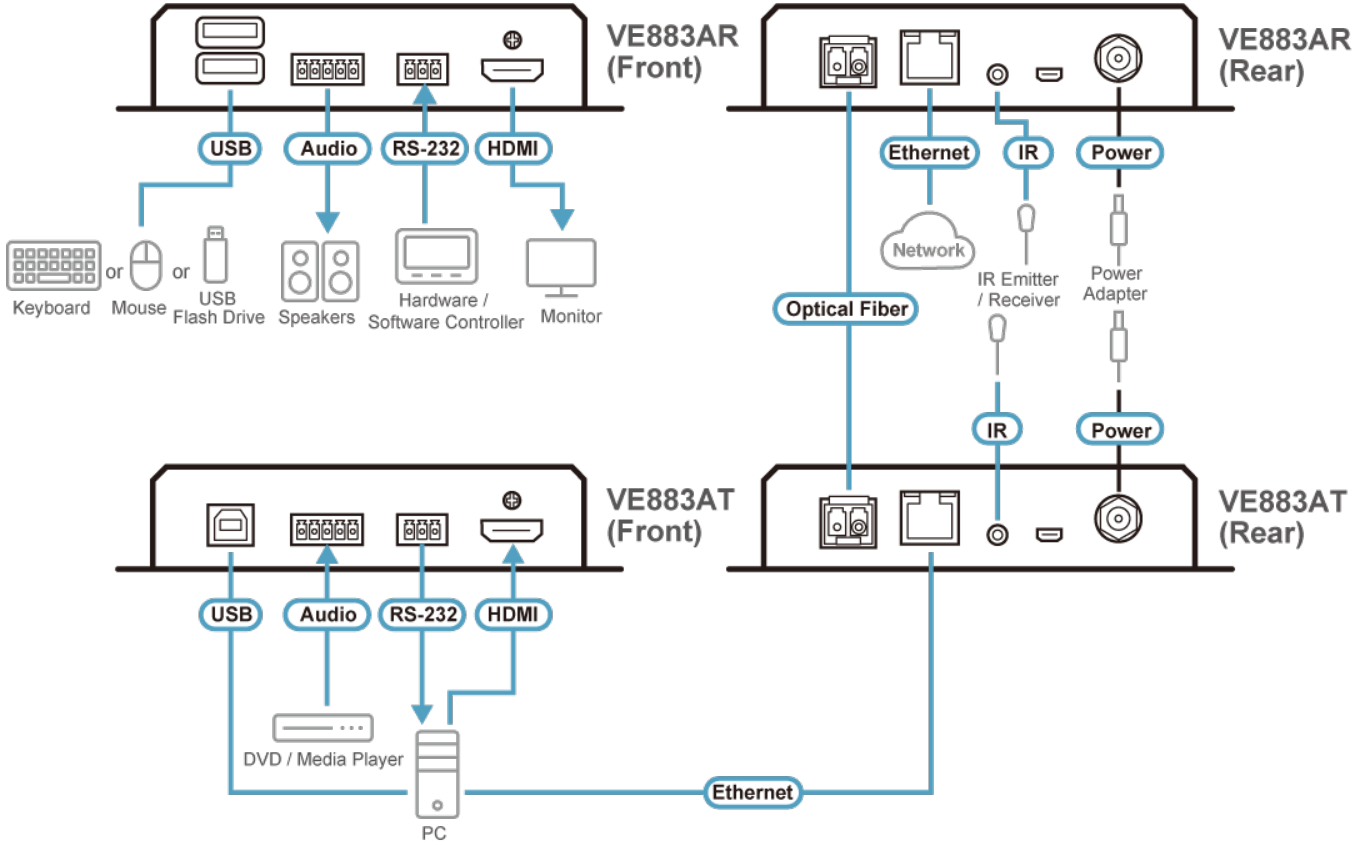 VE883AR
(Front)
USB
Audio
RS-232
HDMI
Keyboard
or
Mouse
or
USB
Flash Drive
Speakers
Hardware /
Software Controller
Monitor
VE883AR
(Rear)
Ethernet
IR
Power
Network
IR Emitter
/ Receiver
Power
Adapter
Optical Fiber
IR
Power
VE883AT
(Front)
USB
Audio
RS-232
HDMI
DVD / Media Player
PC
VE883AT
(Rear)
Ethernet